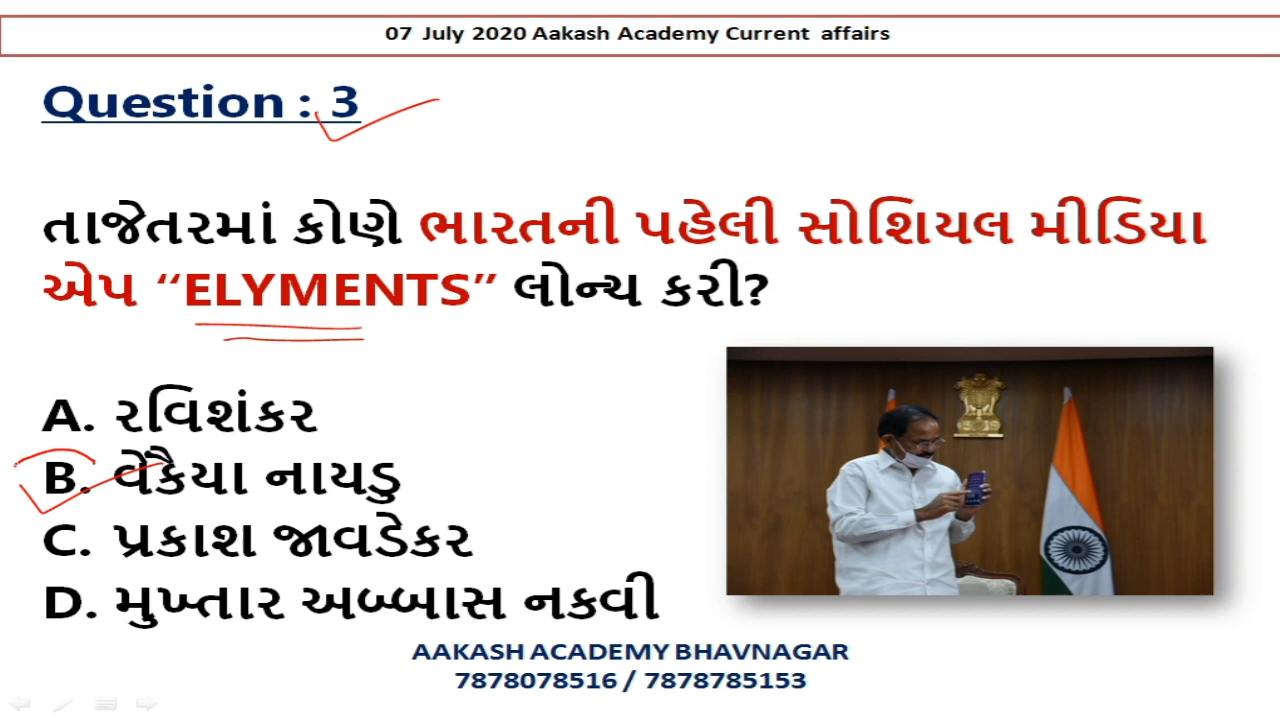 07 July 2020 Aakash Academy Current affairs
Question : 3
તાજેતરમાં કોણે ભારતની પહેલી સોશિયલ મીડિયા
એપ “ELYMENTS” લોન્ચ કરી?
A. રવિશંકર
B. વેંકૈયા નાયડુ
C. પ્રકાશ જાવડેકર
D. મુખ્તાર અબ્બાસ નકવી
AAKASH ACADEMY BHAVNAGAR
7878078516 / 7878785153